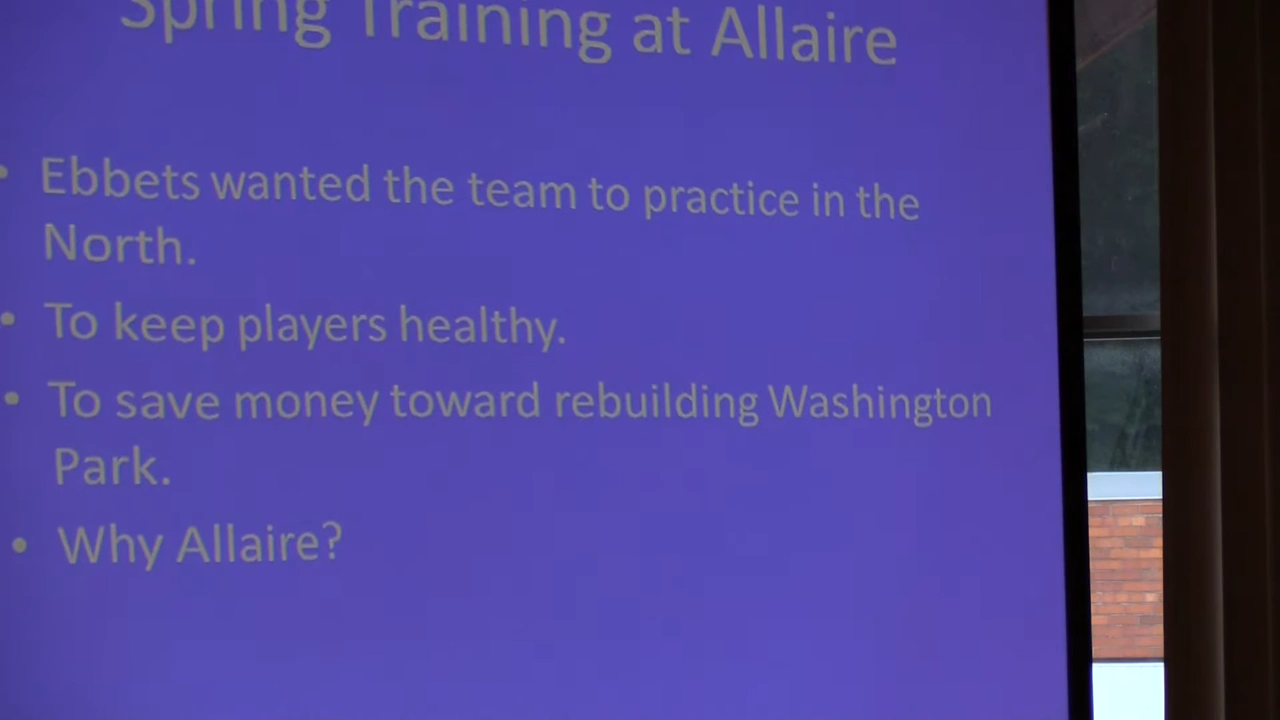 Spring Training at Allaire
• Ebbets wanted the team to practice in the
North.
• To keep players healthy.
• To save money toward rebuilding Washington
Park.
• Why Allaire?